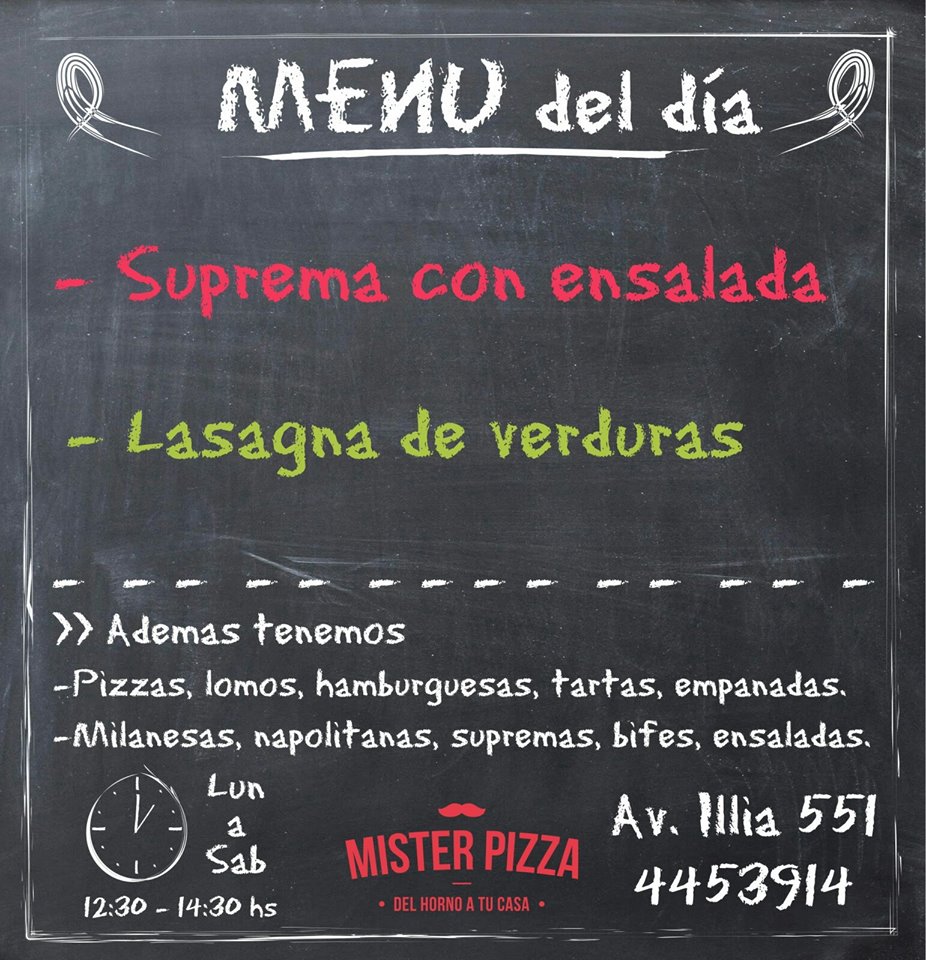 MENU del día
- Suprema con ensalada
- Lasagna de verduras
>> Ademas tenemos
-Pizzas, lomos, hamburguesas, tartas, empanadas.
-Milanesas, napolitanas, supremas, bifes, ensaladas.
Lun
a
Sab
12:30 - 14:30 hs
MISTER PIZZA
• DEL HORNO A TU CASA •
Av. Illia 551
4453914